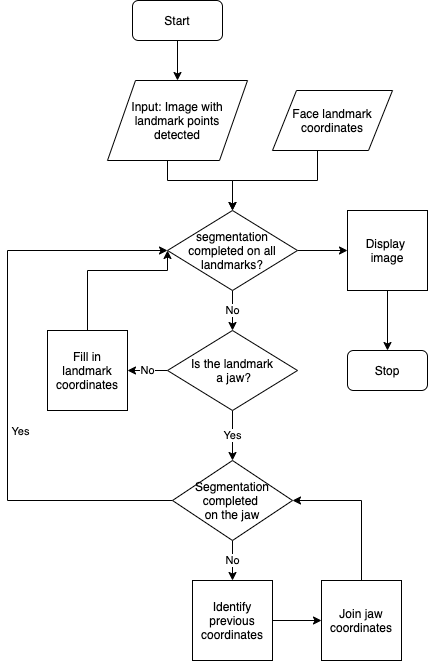 Start
Input: Image with
landmark points
detected
Face landmark
coordinates
segmentation
completed on all
landmarks?
Display
image
No
Fill in
landmark
coordinates
No
Is the landmark
a jaw?
Stop
Yes
Yes
Segmentation
completed
on the jaw
No
Identify
previous
coordinates
Join jaw
coordinates